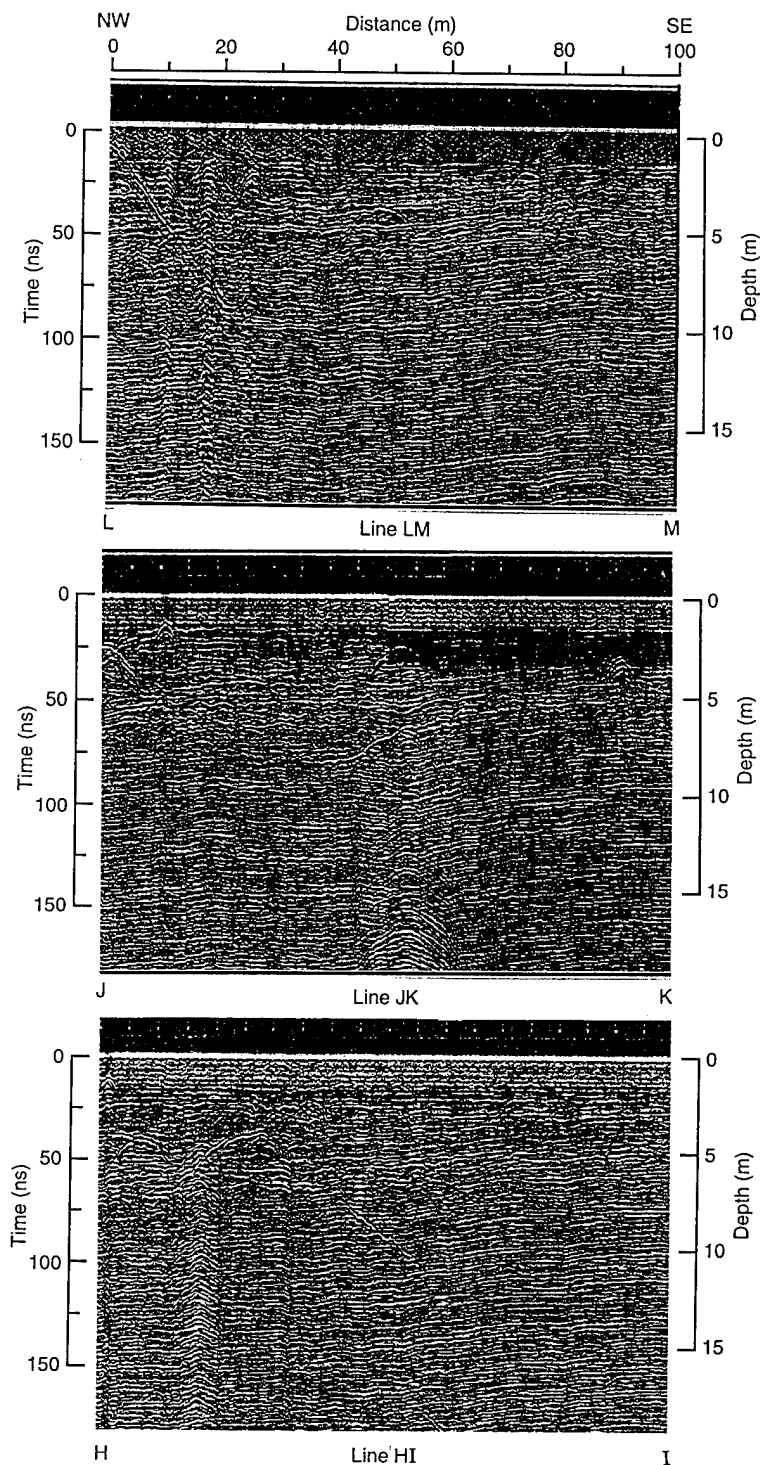 NW Distance (m) SE
0 20 40 60 80 100
0 0
50 5
100 10
150 15
Time (ns) Depth (m)
L Line LM M
0 0
50 5
100 10
150 15
Time (ns) Depth (m)
J Line JK K
0 0
50 5
100 10
150 15
Time (ns) Depth (m)
H Line HI I